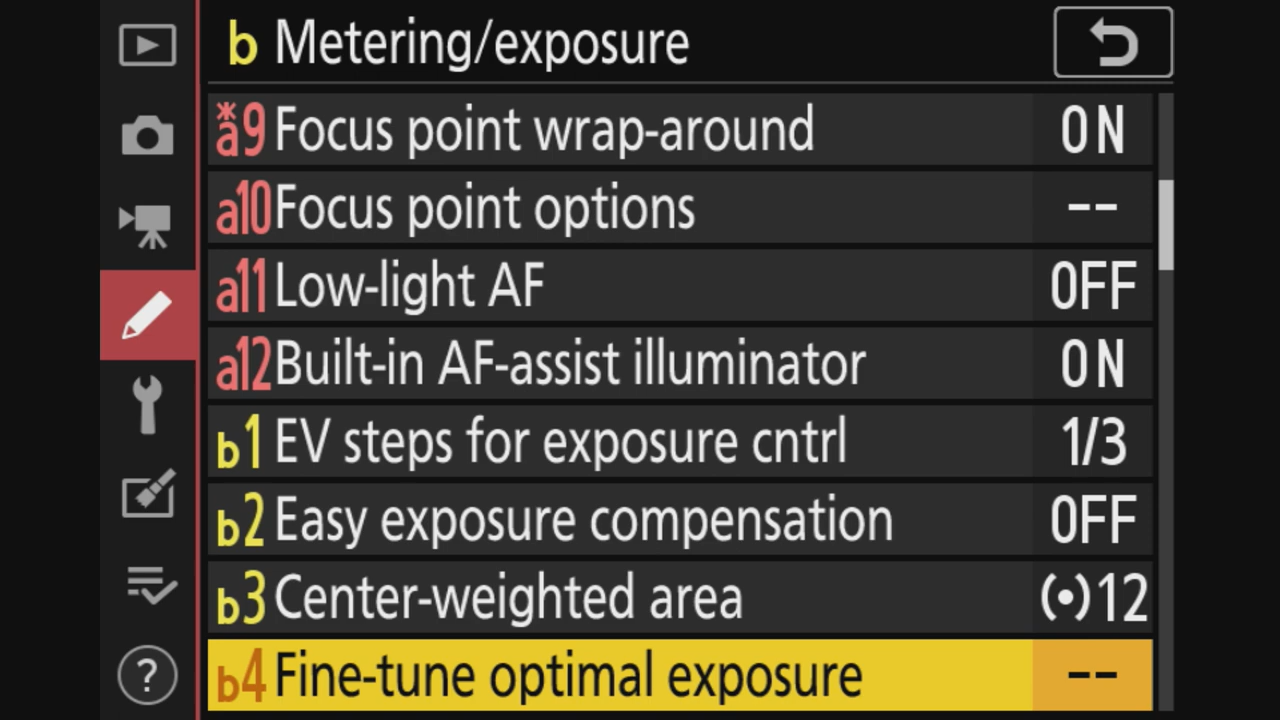 b Metering/exposure
*a9 Focus point wrap-around ON
a10 Focus point options --
a11 Low-light AF OFF
a12 Built-in AF-assist illuminator ON
b1 EV steps for exposure cntrl 1/3
b2 Easy exposure compensation OFF
b3 Center-weighted area (•)12
b4 Fine-tune optimal exposure --
?